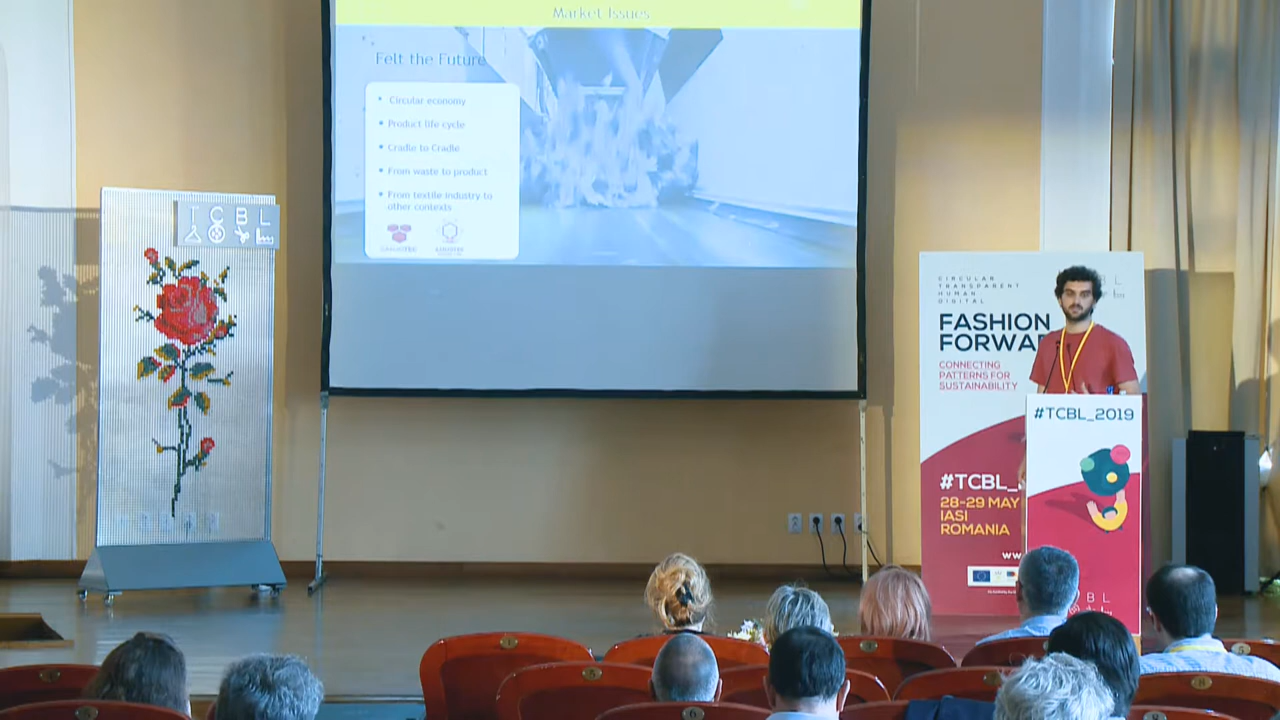 Market Issues
Felt the Future
• Circular economy
• Product life cycle
• Cradle to Cradle
• From waste to product
• From textile industry to
other contexts
T C B L
CIRCULAR
TRANSPARENT
HUMAN
DIGITAL
FASHION
FORWA
CONNECTING
PATTERNS FOR
SUSTAINABILITY
#TCBL_
28-29 MAY
IASI
ROMANIA
ww
#TCBL_2019